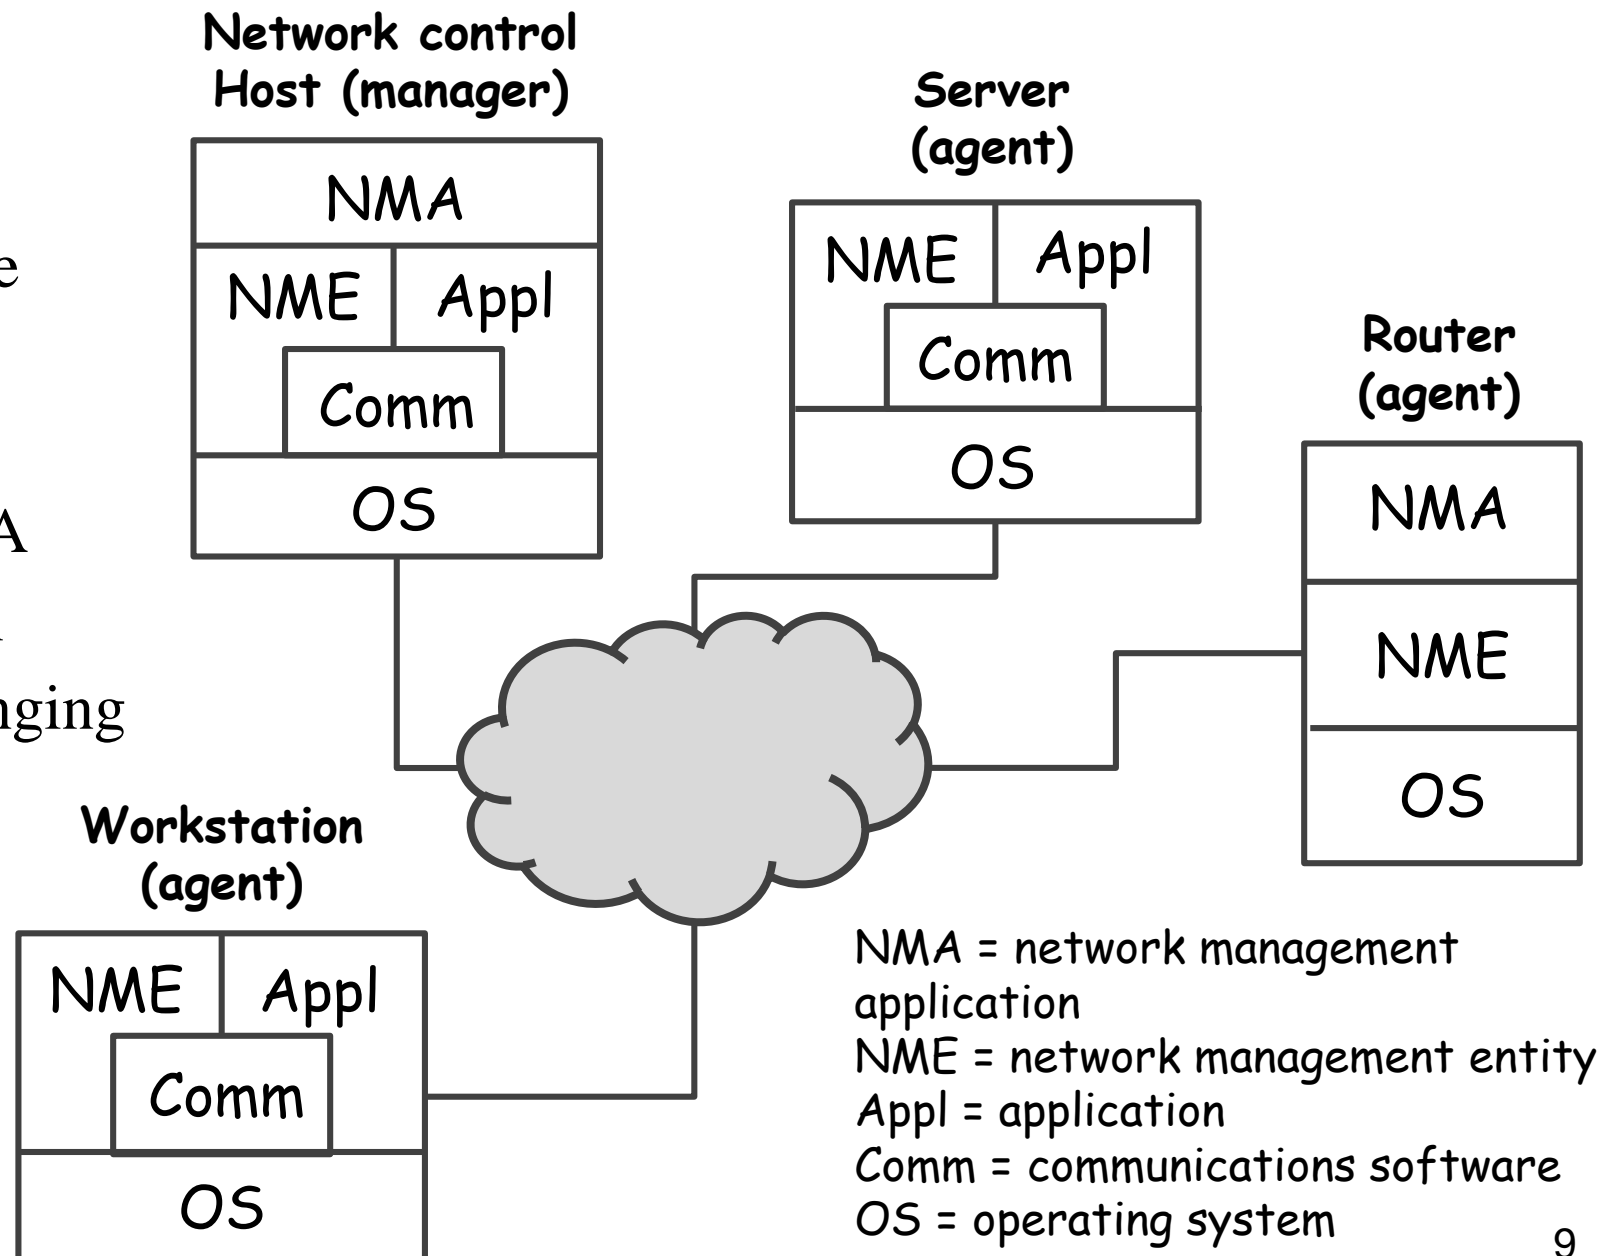 Network control
Host (manager)
NMA
NME Appl
Comm
OS
Server
(agent)
NME Appl
Comm
OS
Router
(agent)
NMA
NME
OS
e
A
nging
Workstation
(agent)
NME Appl
Comm
OS
NMA = network management
application
NME = network management entity
Appl = application
Comm = communications software
OS = operating system
9